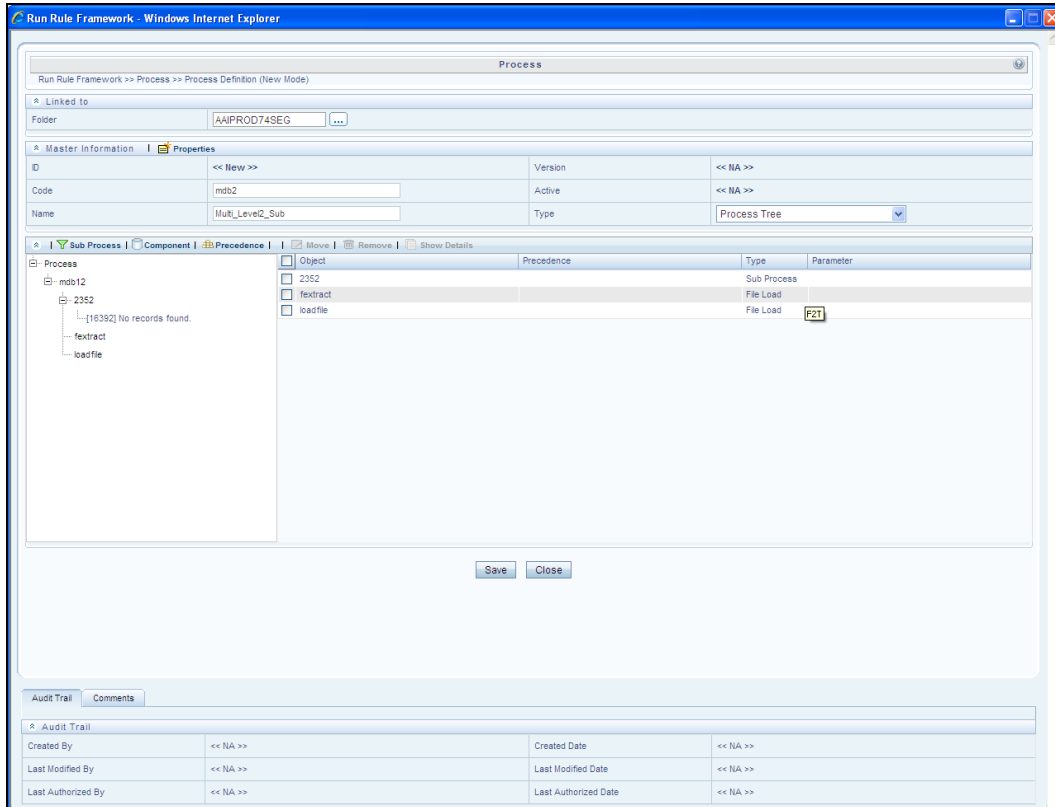 Run Rule Framework - Windows Internet Explorer
Process
Run Rule Framework >> Process >> Process Definition (New Mode)
Linked to
Folder AAIPROD74SEG ...
Master Information | Properties
ID << New >> Version << NA >>
Code mdb2 Active << NA >>
Name Multi_Level2_Sub Type Process Tree
| Sub Process | Component | Precedence | | Move | Remove | Show Details
Process
mdb12
2352
[16392] No records found.
fextract
loadfile
Object Precedence Type Parameter
2352 Sub Process
fextract File Load
loadfile File Load
F2T
Save Close
Audit Trail Comments
Audit Trail
Created By << NA >> Created Date << NA >>
Last Modified By << NA >> Last Modified Date << NA >>
Last Authorized By << NA >> Last Authorized Date << NA >>